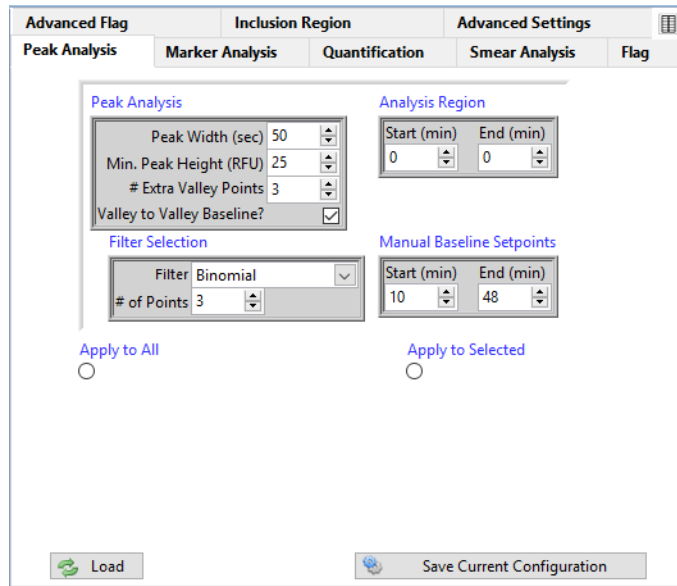 Advanced Flag Inclusion Region Advanced Settings
Peak Analysis Marker Analysis Quantification Smear Analysis Flag
Peak Analysis
Peak Width (sec) 50
Min. Peak Height (RFU) 25
# Extra Valley Points 3
Valley to Valley Baseline?
Analysis Region
Start (min) End (min)
0 0
Filter Selection
Filter Binomial
# of Points 3
Manual Baseline Setpoints
Start (min) End (min)
10 48
Apply to All Apply to Selected
Load Save Current Configuration